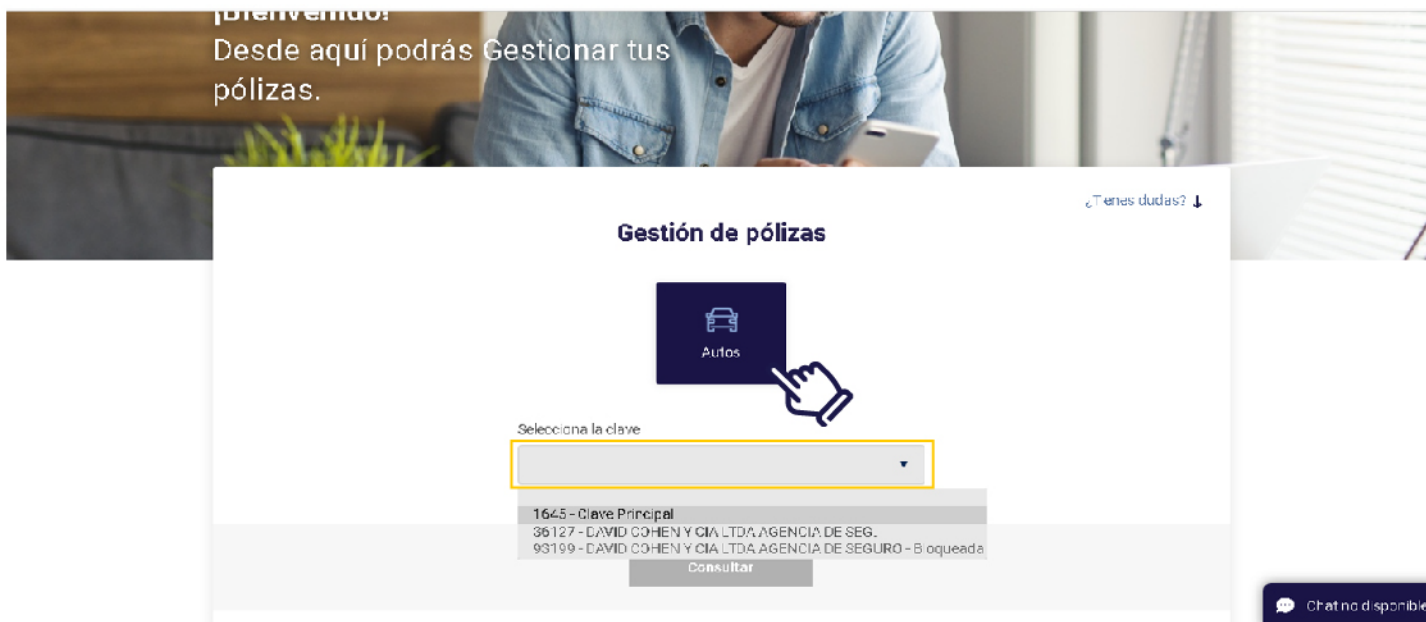 ¡Bienvenido!
Desde aquí podrás Gestionar tus
pólizas.
¿Tienes dudas?
Gestión de pólizas
Autos
Selecciona la clave
1645 - Clave Principal
36127 - DAVID COHEN Y CIA LTDA AGENCIA DE SEG.
93199 - DAVID COHEN Y CIA LTDA AGENCIA DE SEGURO - Bloqueada
Consultar
Chat no disponible